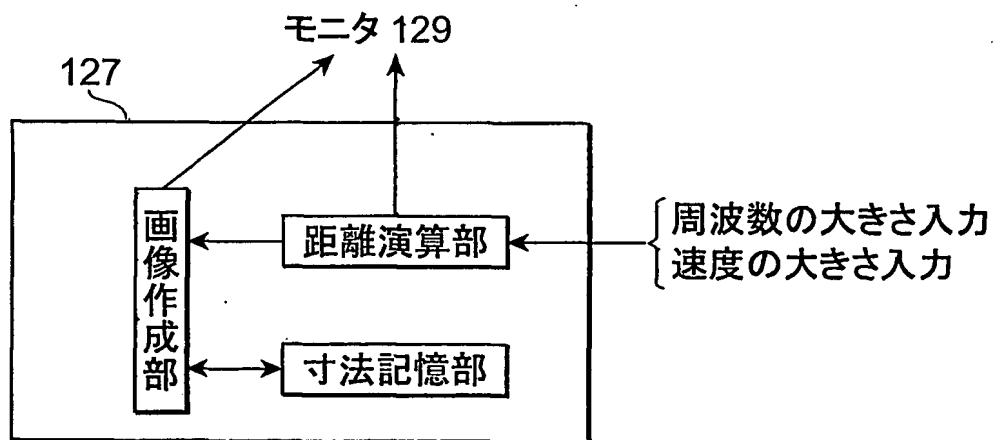 モニタ 129
127
画像作成部
距離演算部
周波数の大きさ入力
速度の大きさ入力
寸法記憶部